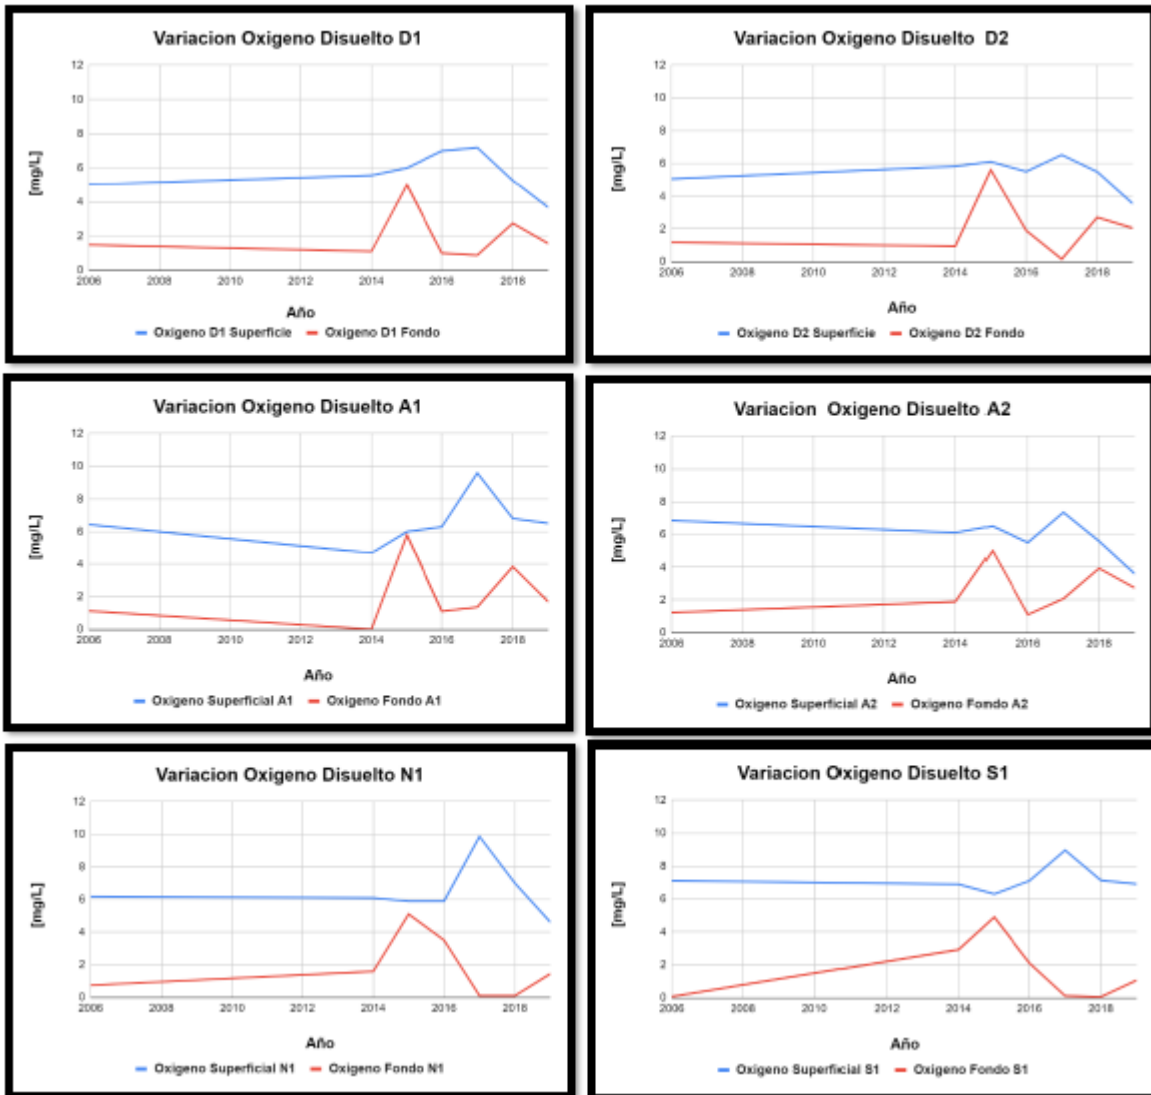 Variacion Oxigeno Disuelto D1
12
10
8
6
4
2
0
[mg/L]
2006 2008 2010 2012 2014 2016 2018
Año
Oxigeno D1 Superficie Oxigeno D1 Fondo
Variacion Oxigeno Disuelto D2
12
10
8
6
4
2
0
[mg/L]
2006 2008 2010 2012 2014 2016 2018
Año
Oxigeno D2 Superficie Oxigeno D2 Fondo
Variacion Oxigeno Disuelto A1
12
10
8
6
4
2
0
[mg/L]
2006 2008 2010 2012 2014 2016 2018
Año
Oxigeno Superficial A1 Oxigeno Fondo A1
Variacion Oxigeno Disuelto A2
12
10
8
6
4
2
0
[mg/L]
2006 2008 2010 2012 2014 2016 2018
Año
Oxigeno Superficial A2 Oxigeno Fomdo A2
Variacion Oxigeno Disuelto N1
12
10
8
6
4
2
0
[mg/L]
2006 2008 2010 2012 2014 2016 2018
Año
Oxigeno Superficial N1 Oxigeno Fondo N1
Variacion Oxigeno Disuelto S1
12
10
8
6
4
2
0
[mg/L]
2006 2008 2010 2012 2014 2016 2018
Año
Oxigeno Superficial S1 Oxigeno Fondo S1